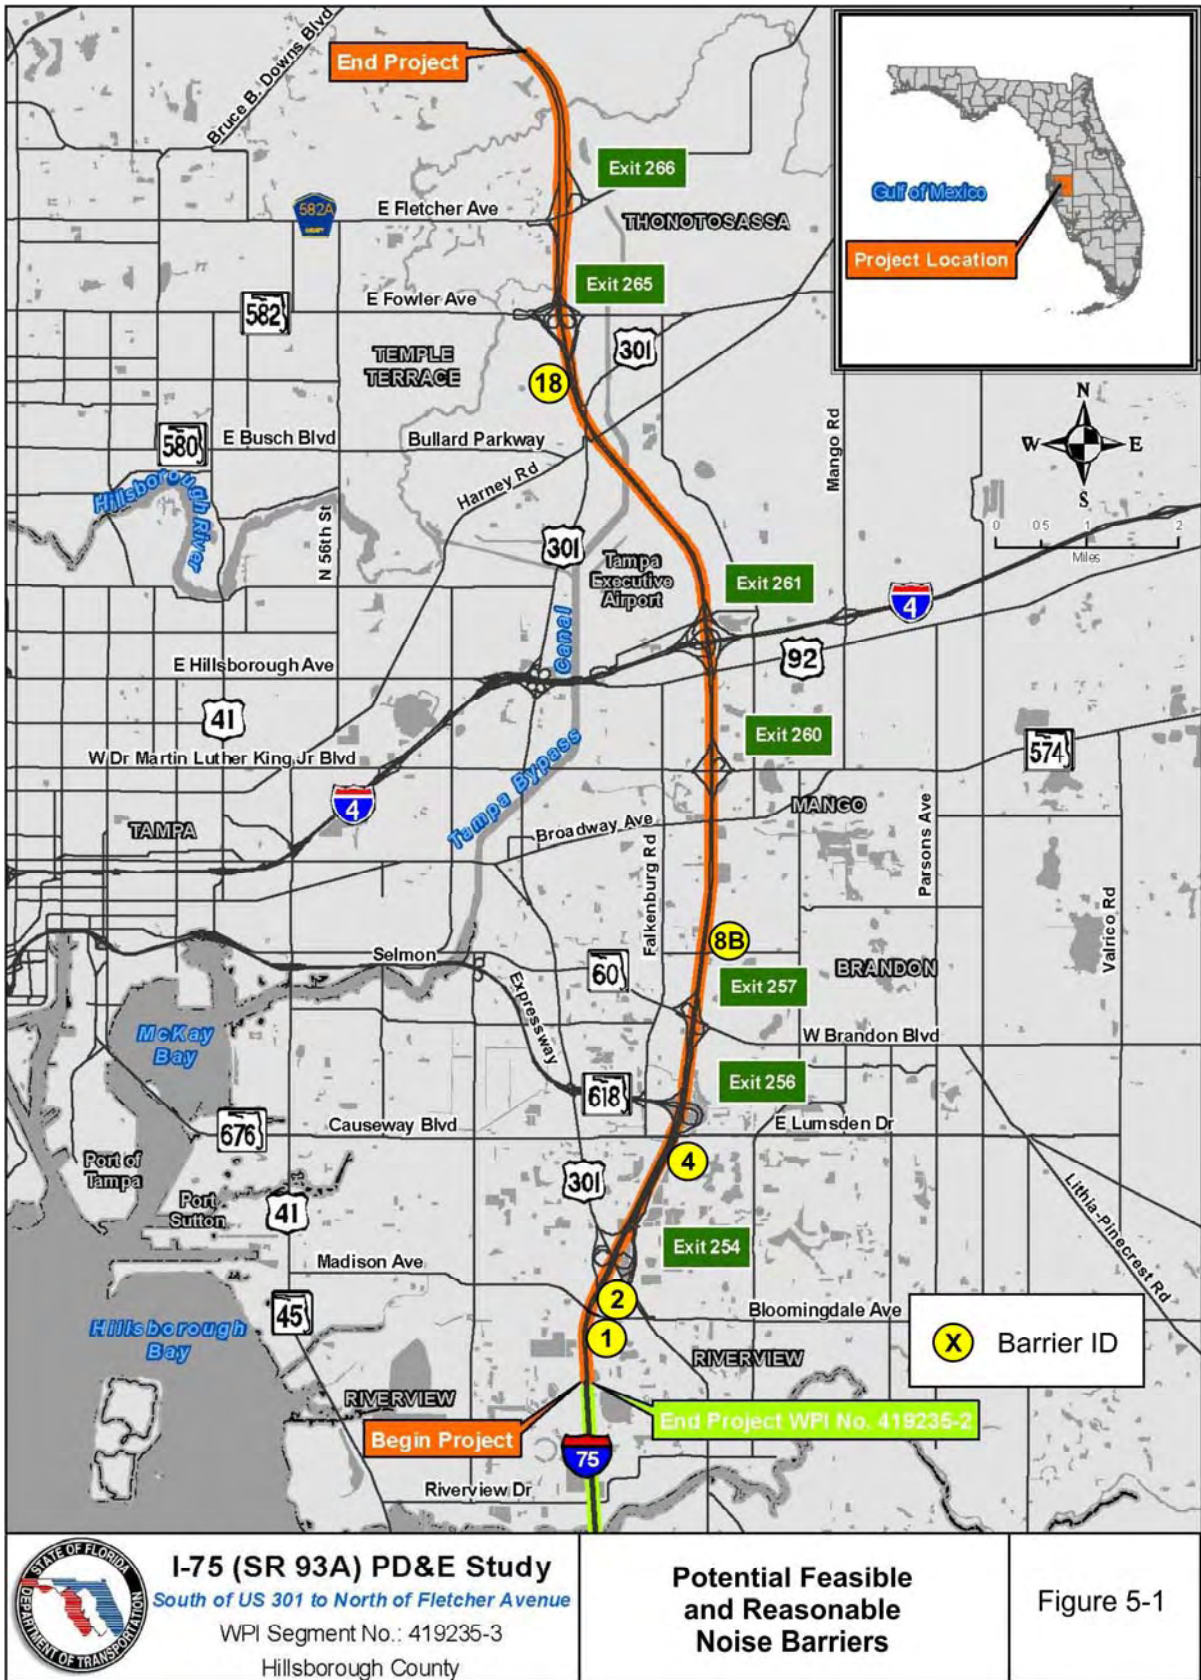 End Project
Bruce B. Downs Blvd
Exit 266
582A
COUNTY
E Fletcher Ave
THONOTOSASSA
Gulf of Mexico
Project Location
Exit 265
E Fowler Ave
582
301
TEMPLE
TERRACE
18
N
W
E
S
580
E Busch Blvd
Bullard Parkway
Mango Rd
Harney Rd
Hillsborough
River
N 56th St
0 0.5 1 2
Miles
301
Tampa
Executive
Airport
Exit 261
4
Canal
E Hillsborough Ave
92
41
Exit 260
574
W Dr Martin Luther King Jr Blvd
4
Tampa Bypass
MANGO
TAMPA
Broadway Ave
Falkenburg Rd
Parsons Ave
Valrico Rd
8B
Selmon
Expressway
60
BRANDON
Exit 257
McKay
Bay
W Brandon Blvd
Exit 256
618
676
Causeway Blvd
E Lumsden Dr
4
Port of
Tampa
Port
Sutton
41
301
Lithia-Pinecrest Rd
Exit 254
Madison Ave
2
45
Bloomingdale Ave
Hillsborough
Bay
1
X Barrier ID
RIVERVIEW
RIVERVIEW
End Project WPI No. 419235-2
Begin Project
75
Riverview Dr
STATE OF FLORIDA
DEPARTMENT OF TRANSPORTATION
I-75 (SR 93A) PD&E Study
South of US 301 to North of Fletcher Avenue
WPI Segment No.: 419235-3
Hillsborough County
Potential Feasible
and Reasonable
Noise Barriers
Figure 5-1